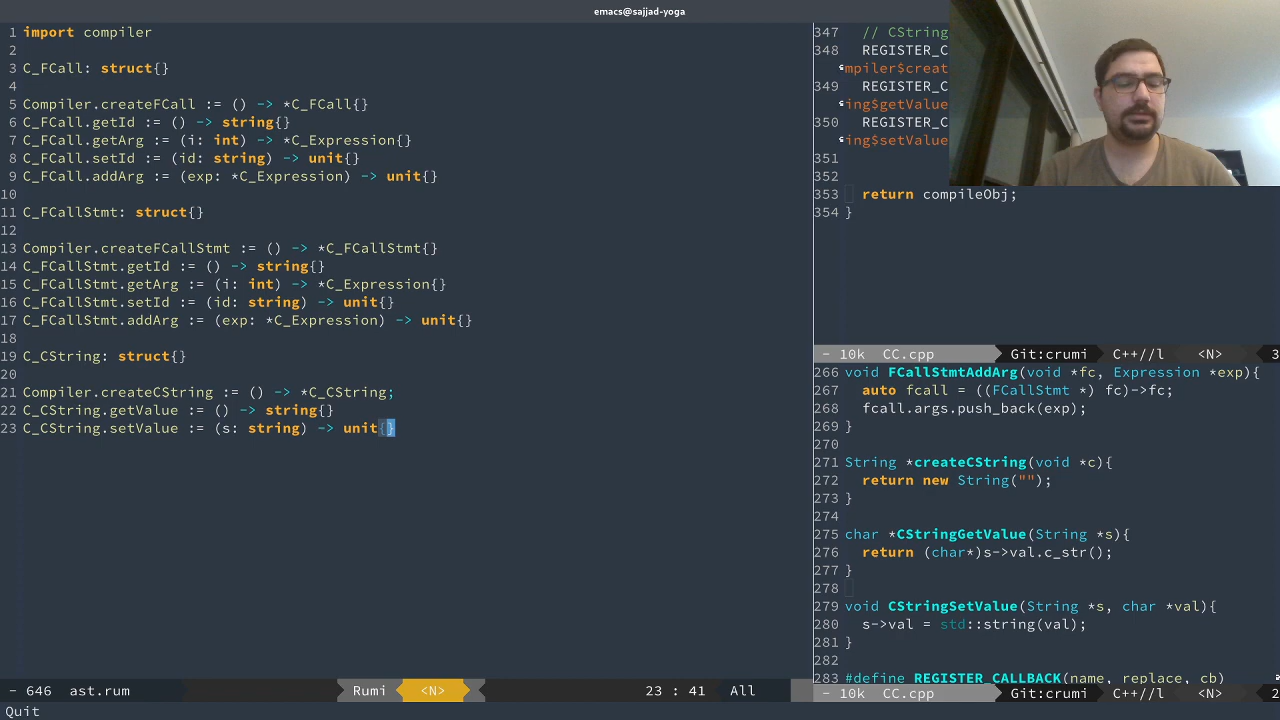 emacs@sajjad-yoga
1 import compiler
2
3 C_FCall: struct{}
4
5 Compiler.createFCall := () -> *C_FCall{}
6 C_FCall.getId := () -> string{}
7 C_FCall.getArg := (i: int) -> *C_Expression{}
8 C_FCall.setId := (id: string) -> unit{}
9 C_FCall.addArg := (exp: *C_Expression) -> unit{}
10
11 C_FCallStmt: struct{}
12
13 Compiler.createFCallStmt := () -> *C_FCallStmt{}
14 C_FCallStmt.getId := () -> string{}
15 C_FCallStmt.getArg := (i: int) -> *C_Expression{}
16 C_FCallStmt.setId := (id: string) -> unit{}
17 C_FCallStmt.addArg := (exp: *C_Expression) -> unit{}
18
19 C_CString: struct{}
20
21 Compiler.createCString := () -> *C_CString;
22 C_CString.getValue := () -> string{}
23 C_CString.setValue := (s: string) -> unit{}
- 646 ast.rum Rumi <N> 23 : 41 All
Quit
347 // CString
348 REGISTER_C
mpiler$creat
349 REGISTER_C
ing$getValue
350 REGISTER_C
ing$setValue
351
352
353 return compileObj;
354 }
- 10k CC.cpp Git:crumi C++//l <N> 3
266 void FCallStmtAddArg(void *fc, Expression *exp){
267 auto fcall = ((FCallStmt *) fc)->fc;
268 fcall.args.push_back(exp);
269 }
270
271 String *createCString(void *c){
272 return new String("");
273 }
274
275 char *CStringGetValue(String *s){
276 return (char*)s->val.c_str();
277 }
278
279 void CStringSetValue(String *s, char *val){
280 s->val = std::string(val);
281 }
282
283 #define REGISTER_CALLBACK(name, replace, cb)
- 10k CC.cpp Git:crumi C++//l <N> 2